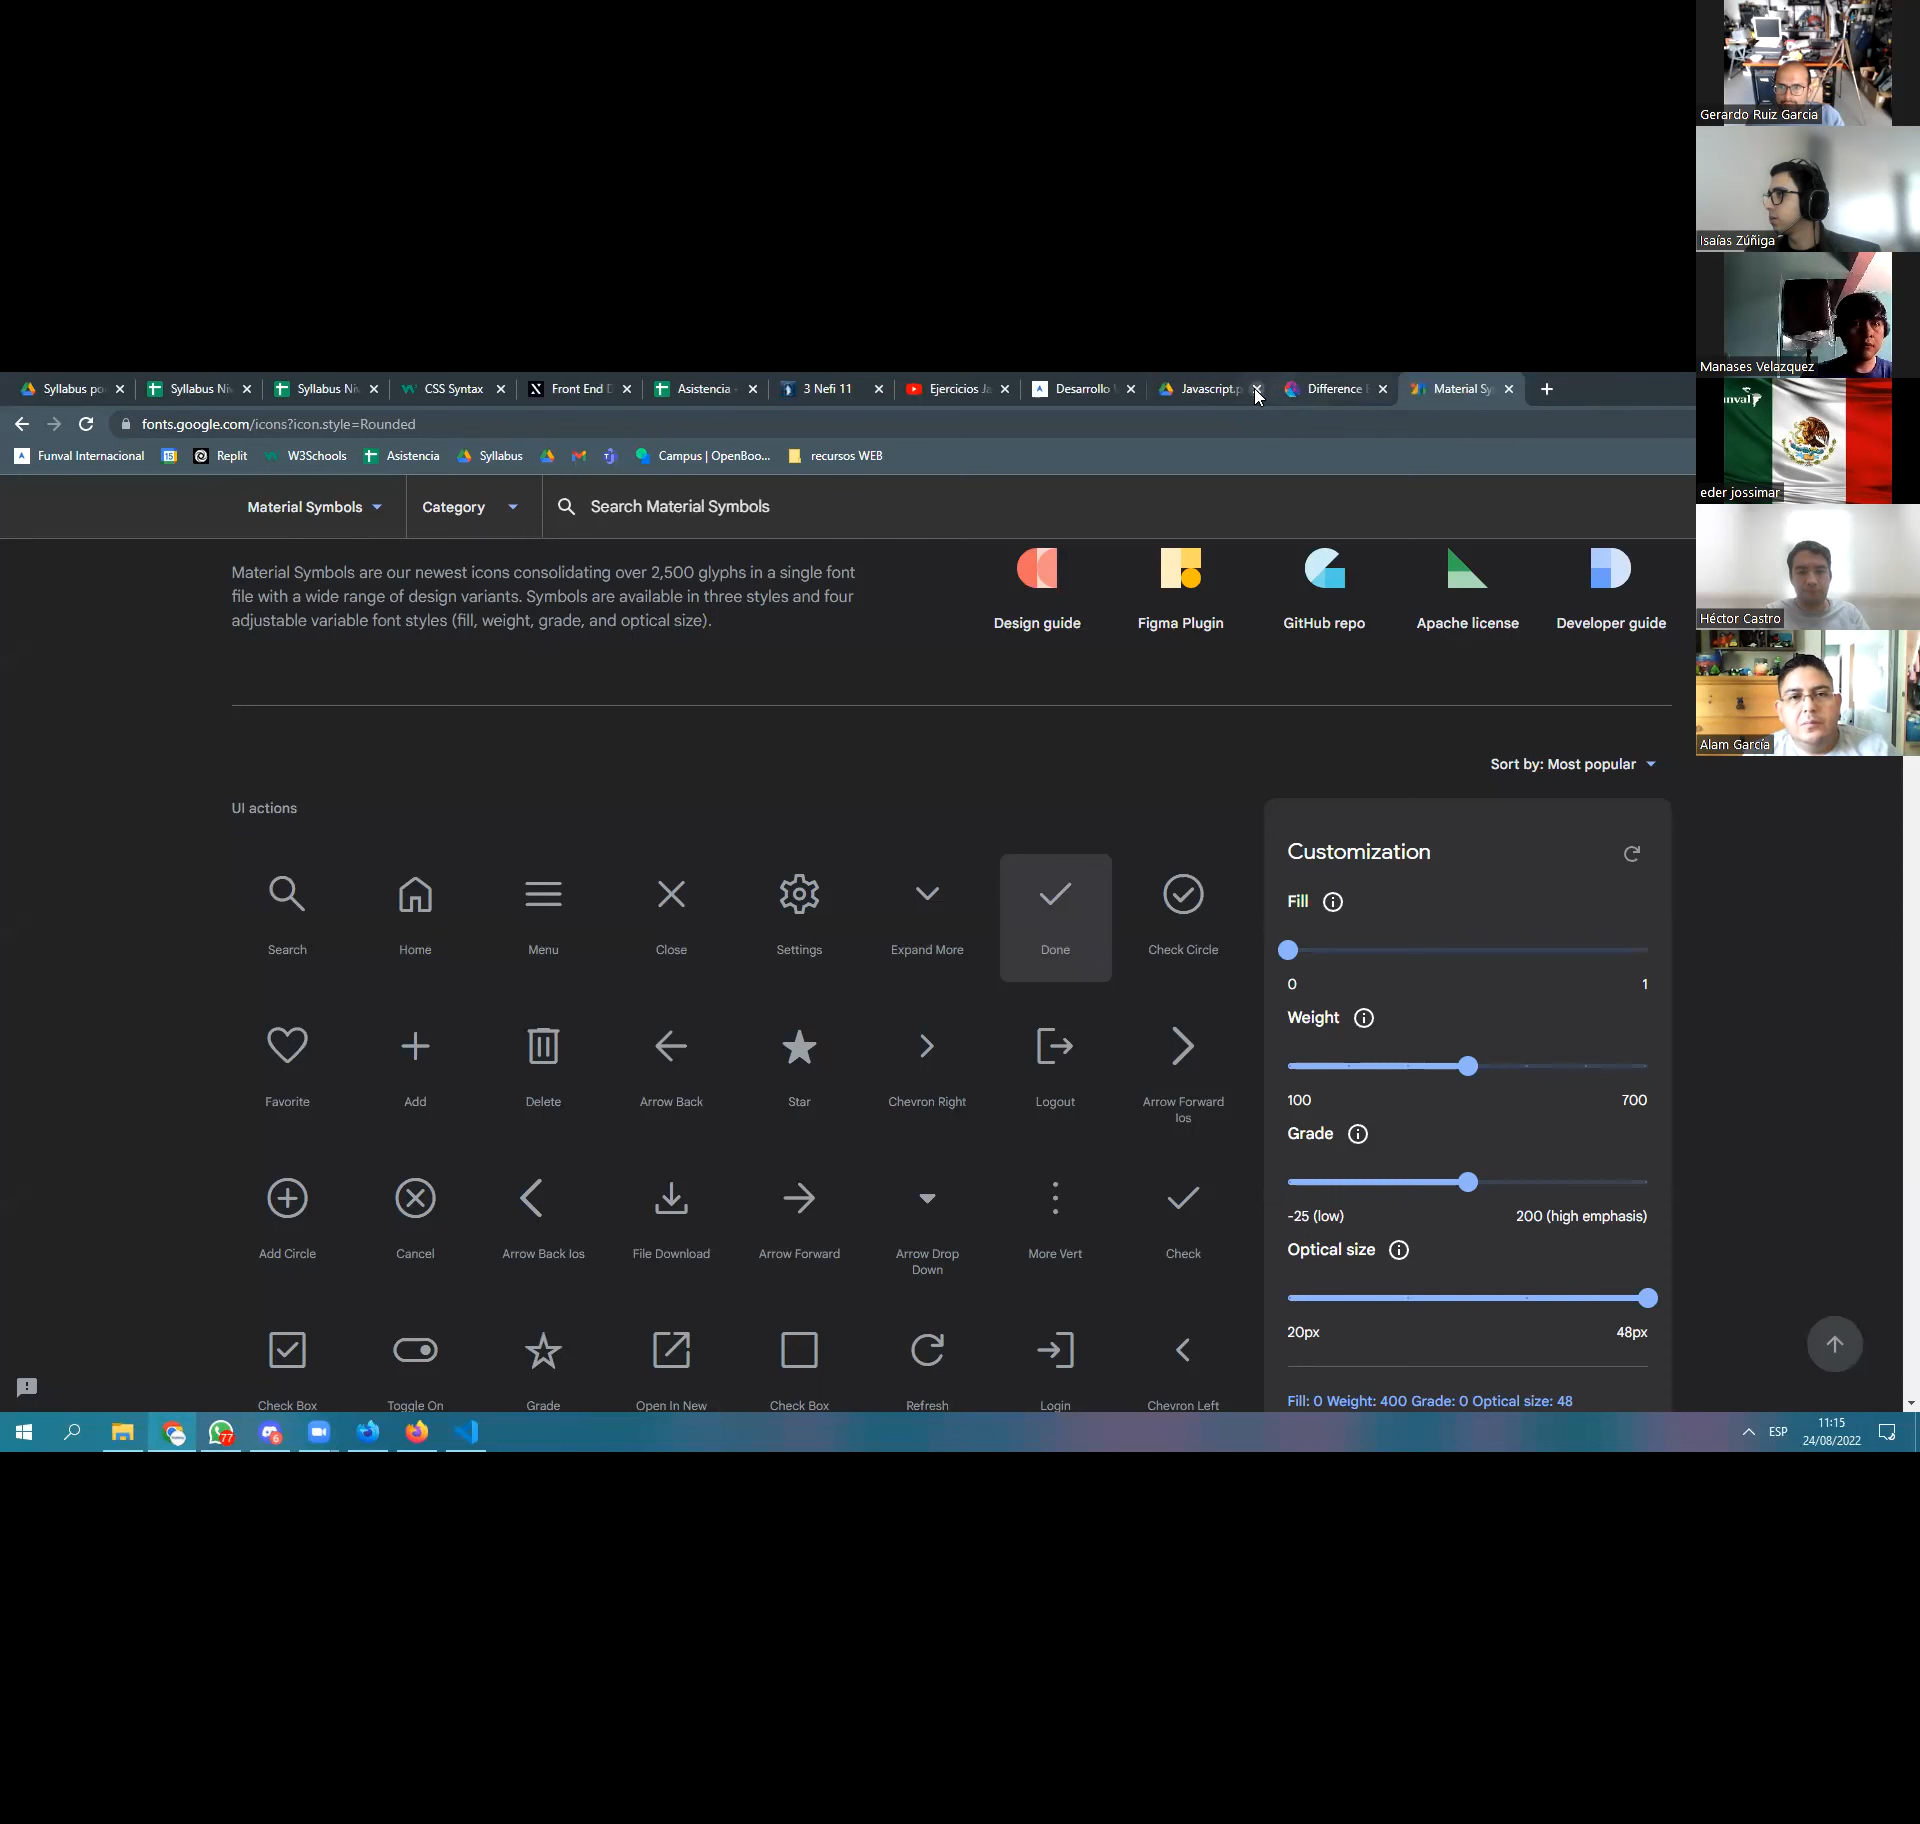 Gerardo Ruiz Garcia
Isaías Zúñiga
Manases Velazquez
unval
eder jossimar
Héctor Castro
Alam García
Syllabus po
Syllabus Ni
Syllabus Ni
CSS Syntax
Front End D
Asistencia
3 Nefi 11
Ejercicios Ja
Desarrollo
Javascript.p
Difference
Material Sy
fonts.google.com/icons?icon.style=Rounded
Funval Internacional
Replit
W3Schools
Asistencia
Syllabus
Campus | OpenBoo...
recursos WEB
Material Symbols
Category
Search Material Symbols
Material Symbols are our newest icons consolidating over 2,500 glyphs in a single font
file with a wide range of design variants. Symbols are available in three styles and four
adjustable variable font styles (fill, weight, grade, and optical size).
Design guide
Figma Plugin
GitHub repo
Apache license
Developer guide
Sort by: Most popular
UI actions
Search
Home
Menu
Close
Settings
Expand More
Done
Check Circle
Favorite
Add
Delete
Arrow Back
Star
Chevron Right
Logout
Arrow Forward
Ios
Add Circle
Cancel
Arrow Back Ios
File Download
Arrow Forward
Arrow Drop
Down
More Vert
Check
Check Box
Toggle On
Grade
Open In New
Check Box
Refresh
Login
Chevron Left
Customization
Fill
0
1
Weight
100
700
Grade
-25 (low)
200 (high emphasis)
Optical size
20px
48px
Fill: 0 Weight: 400 Grade: 0 Optical size: 48
77
6
ESP
11:15
24/08/2022